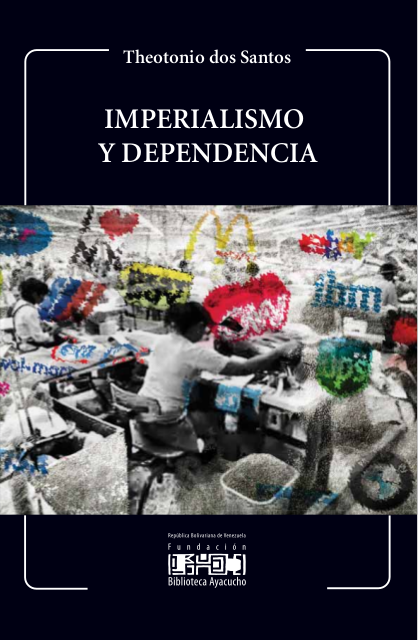 Theotonio dos Santos
IMPERIALISMO
Y DEPENDENCIA
ebay
ibm
República Bolivariana de Venezuela
Fundación
Biblioteca Ayacucho